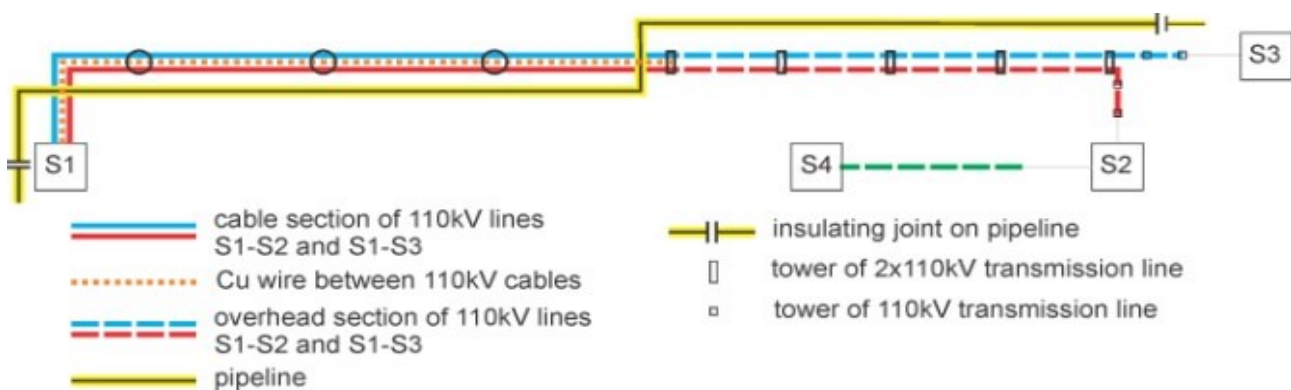 S3
S1
S4
S2
cable section of 110kV lines
S1-S2 and S1-S3
Cu wire between 110kV cables
overhead section of 110kV lines
S1-S2 and S1-S3
pipeline
insulating joint on pipeline
tower of 2x110kV transmission line
tower of 110kV transmission line